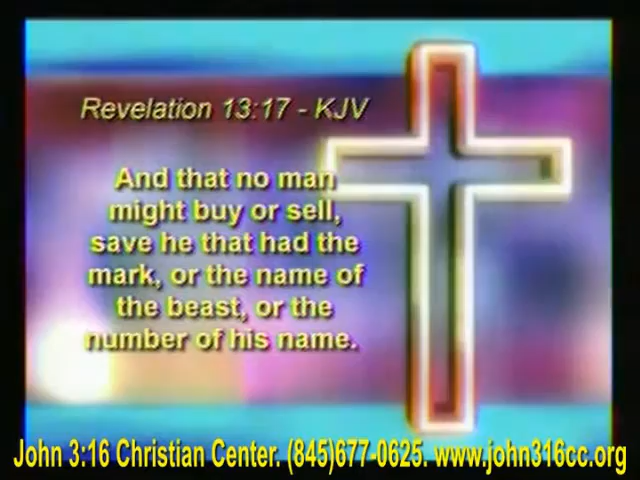 Revelation 13:17 - KJV
And that no man
might buy or sell,
save he that had the
mark, or the name of
the beast, or the
number of his name.
John 3:16 Christian Center. (845)677-0625. www.john316cc.org